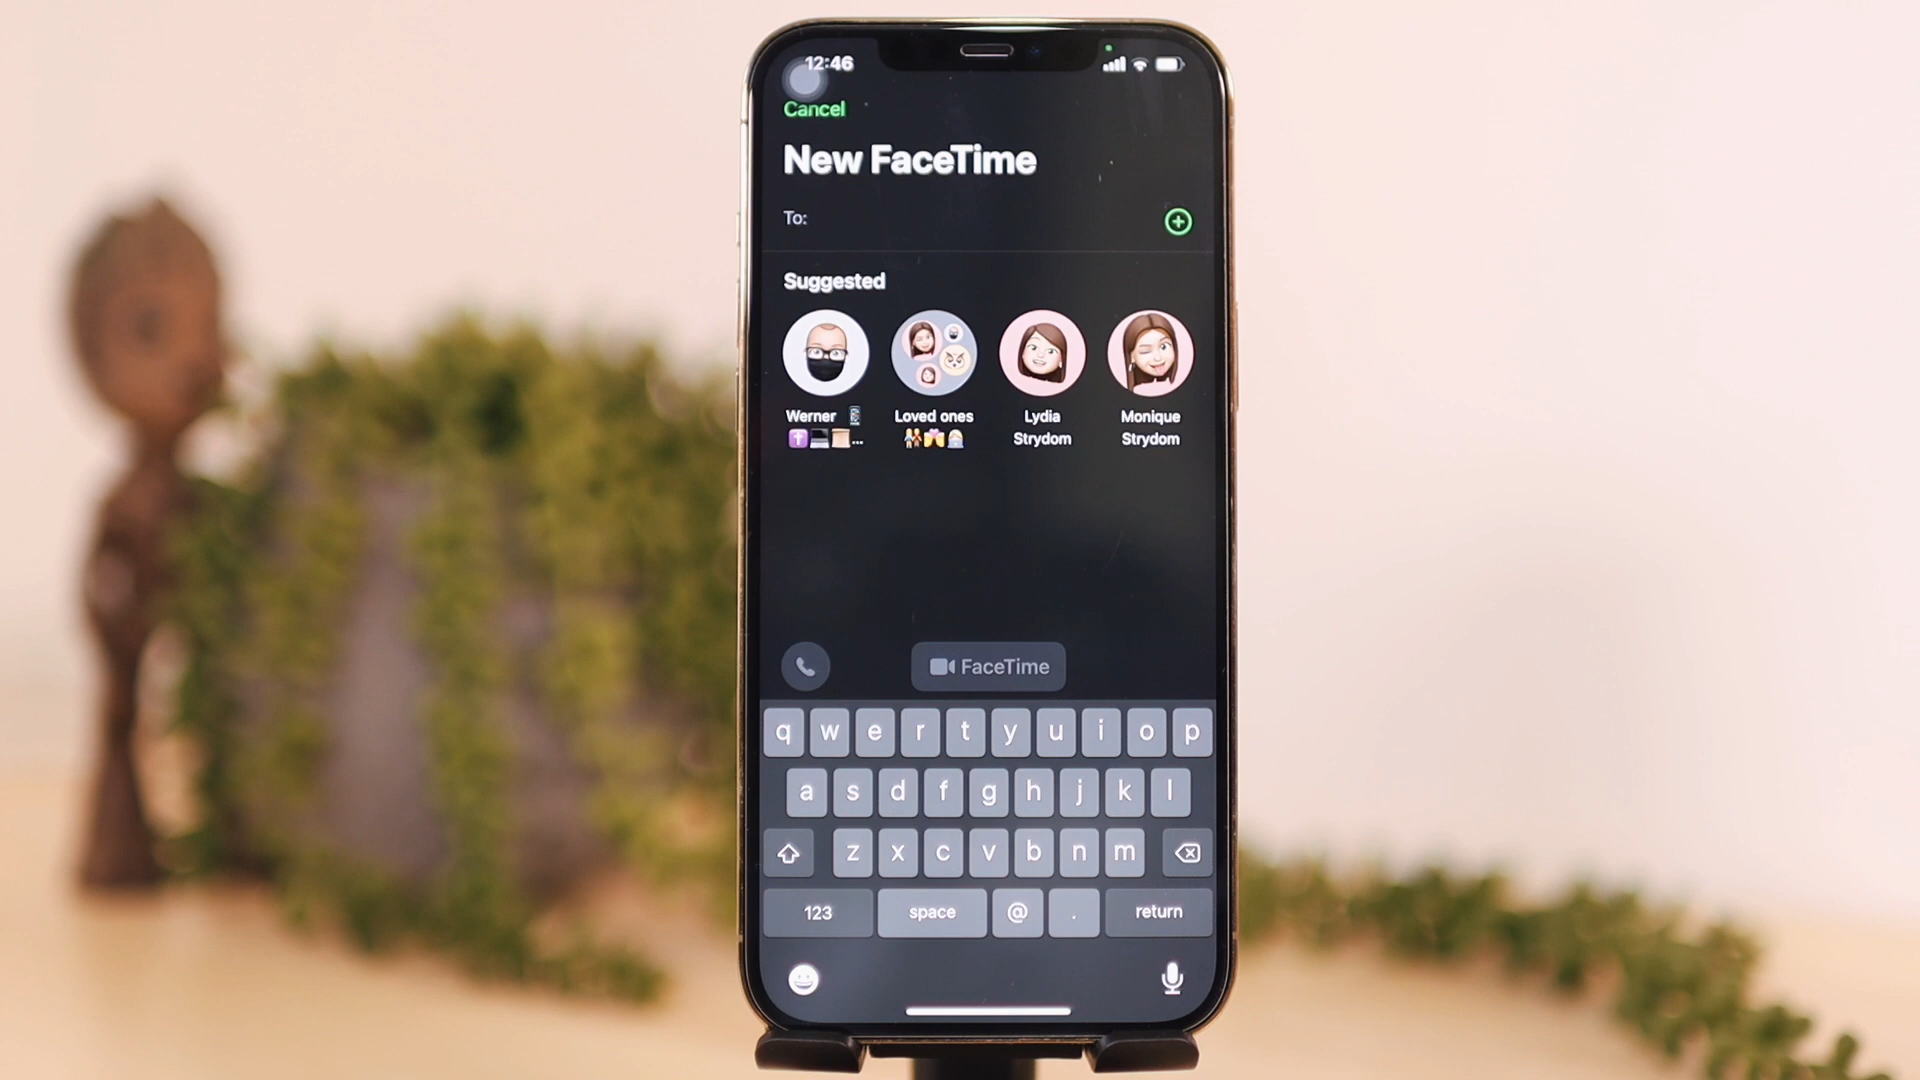 12:46
Cancel
New FaceTime
To:
Suggested
Werner 📱
✝️💻📜...
Loved ones
Lydia
Strydom
Monique
Strydom
FaceTime
q w e r t y u i o p
a s d f g h j k l
z x c v b n m
123 space @ . return